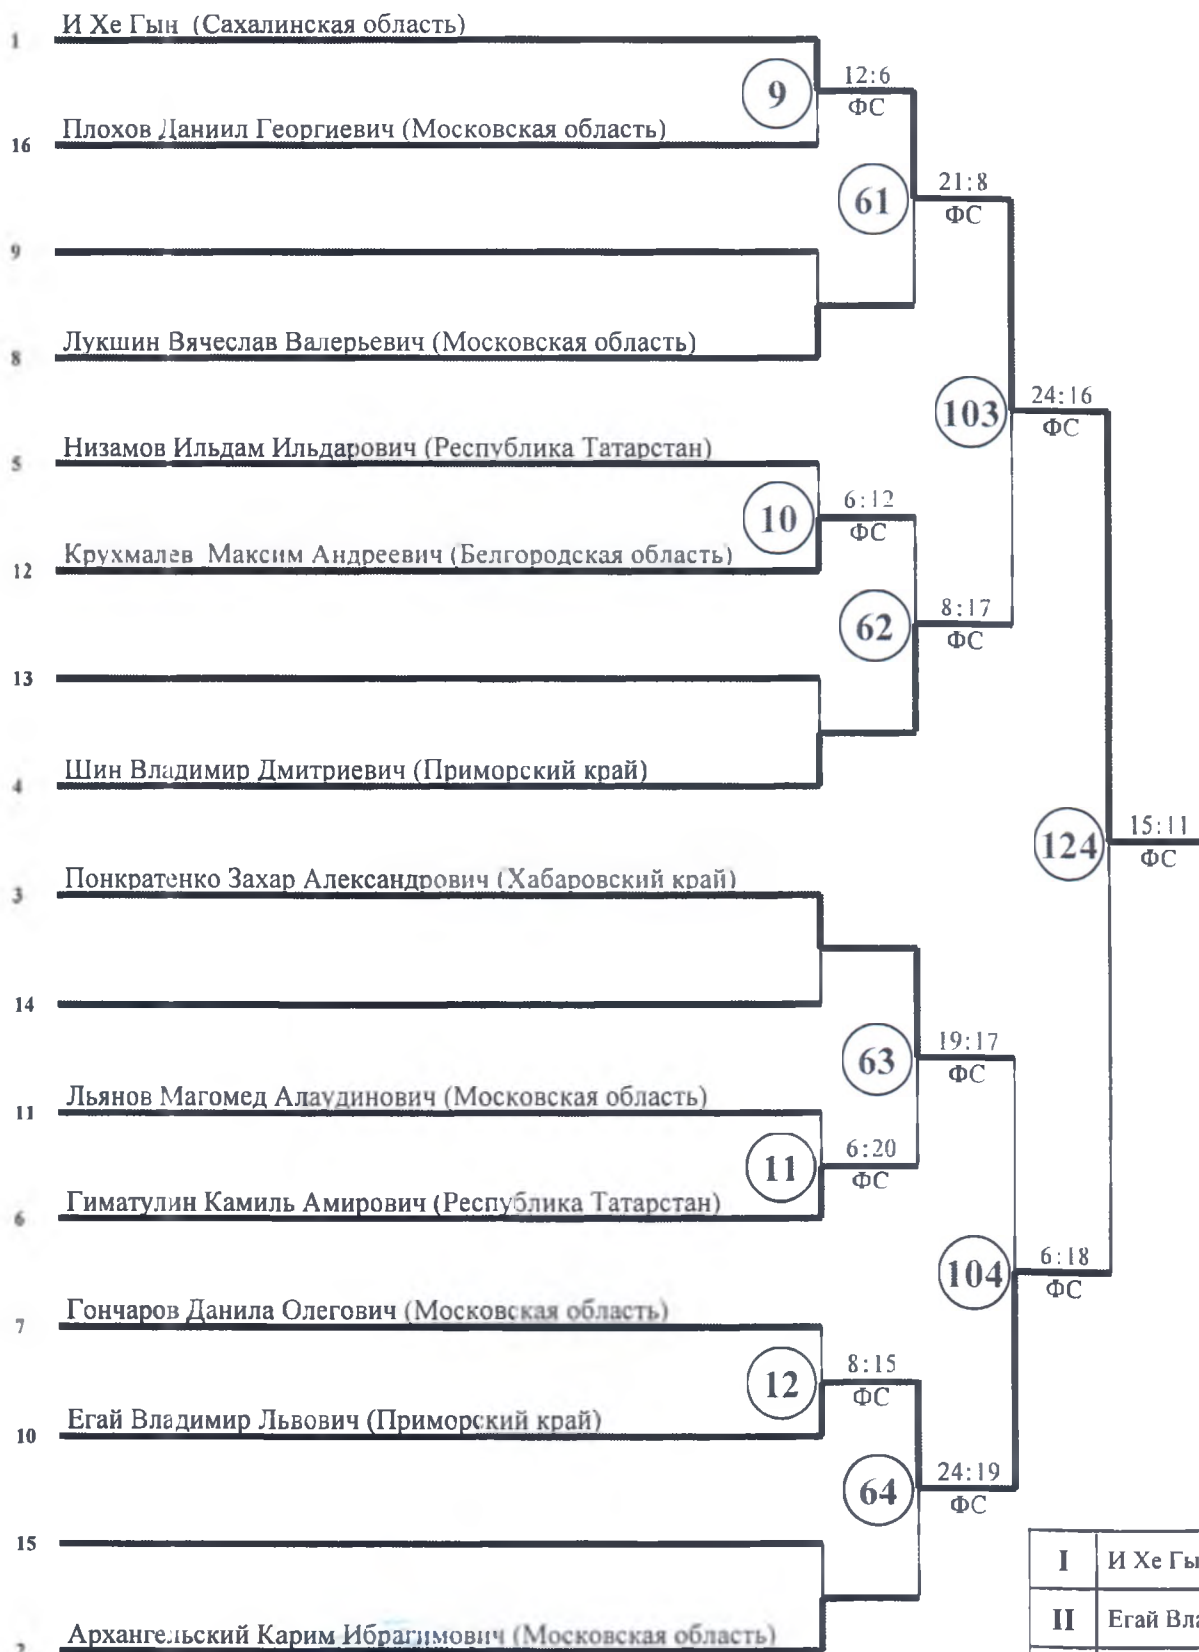 И Хе Гын (Сахалинская область)
1
9
12:6
ФС
Плохов Даниил Георгиевич (Московская область)
16
61
21:8
ФС
9
Лукшин Вячеслав Валерьевич (Московская область)
8
103
24:16
ФС
Низамов Ильдам Ильдарович (Республика Татарстан)
5
10
6:12
ФС
Крухмалев Максим Андреевич (Белгородская область)
12
62
8:17
ФС
13
Шин Владимир Дмитриевич (Приморский край)
4
124
15:11
ФС
Понкратенко Захар Александрович (Хабаровский край)
3
14
63
19:17
ФС
Льянов Магомед Алаудинович (Московская область)
11
11
6:20
ФС
Гиматулин Камиль Амирович (Республика Татарстан)
6
104
6:18
ФС
Гончаров Данила Олегович (Московская область)
7
12
8:15
ФС
Егай Владимир Львович (Приморский край)
10
64
24:19
ФС
15
I И Хе Гы
II Егай Вла
Архангельский Карим Ибрагимович (Московская область)
2